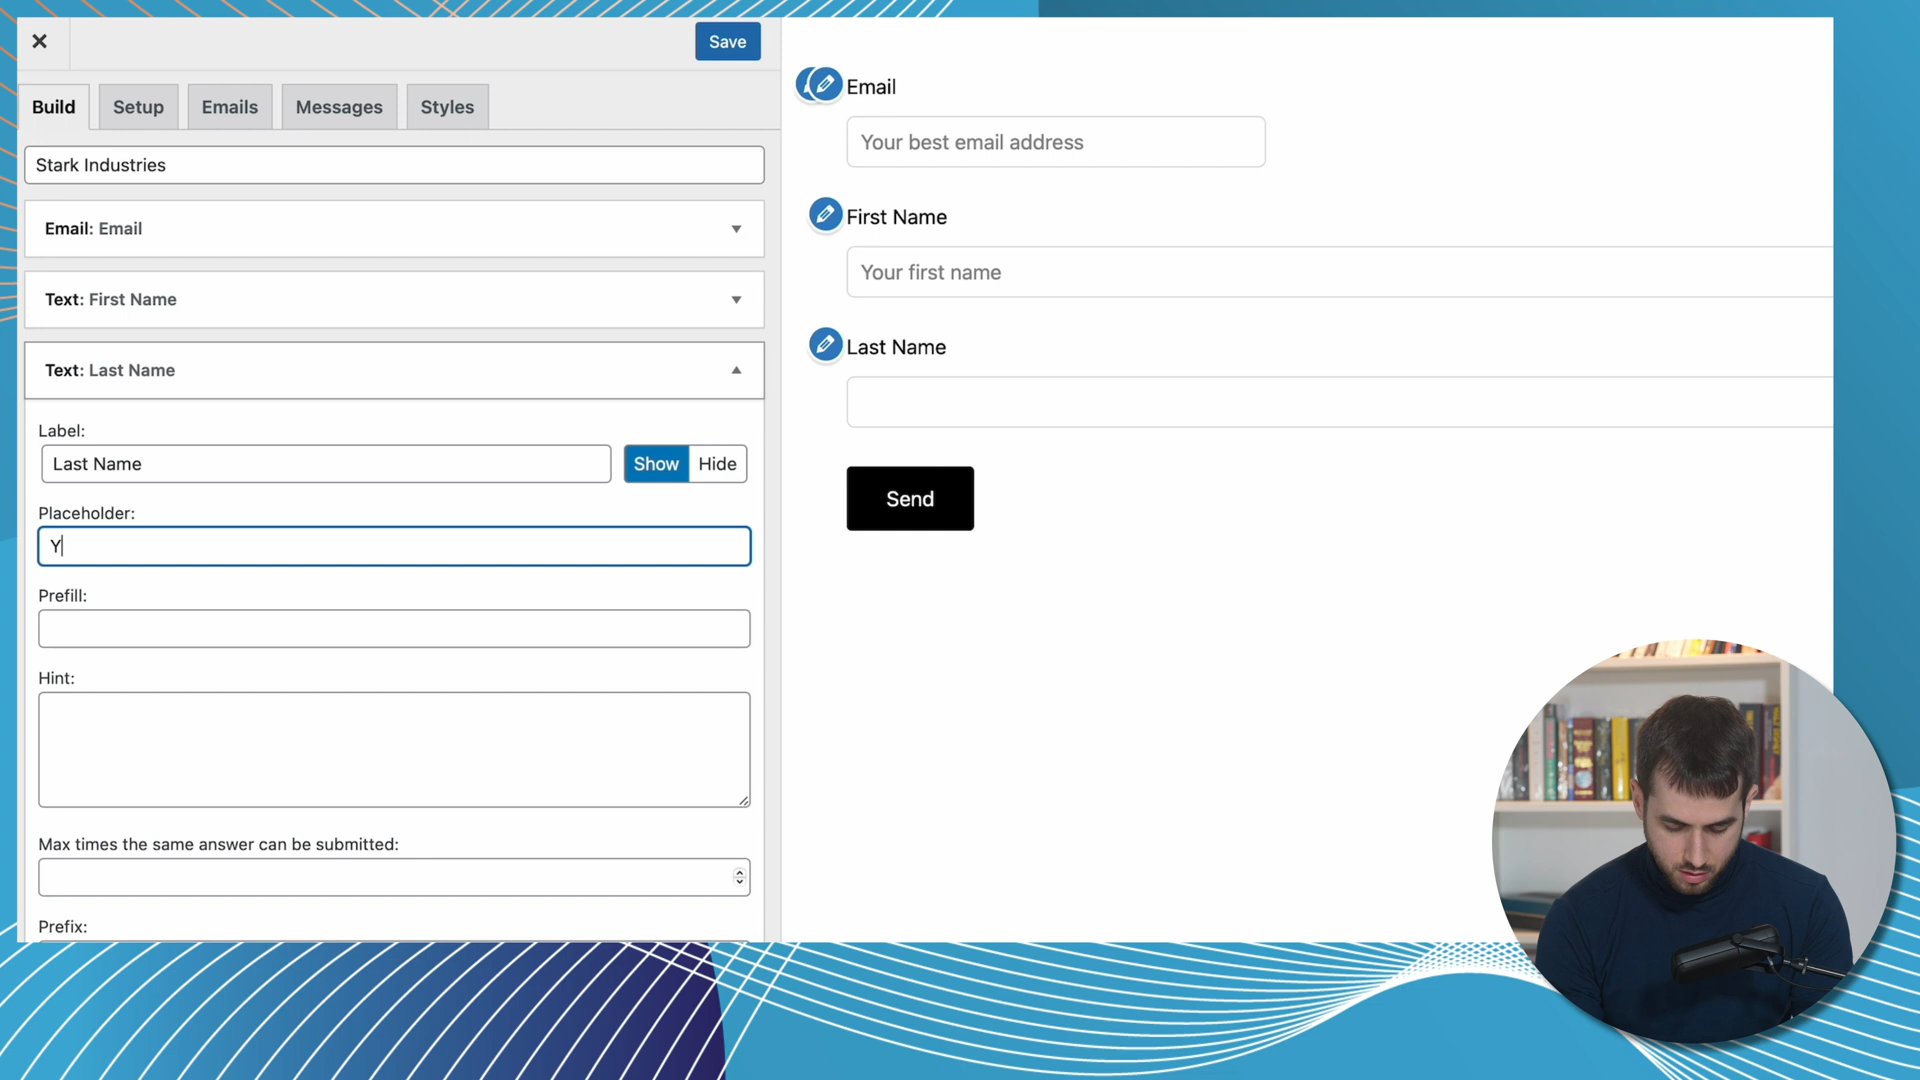 Save
Build
Setup
Emails
Messages
Styles
Stark Industries
Email: Email
Text: First Name
Text: Last Name
Label:
Last Name
Show
Hide
Placeholder:
Y
Prefill:
Hint:
Max times the same answer can be submitted:
Prefix:
Email
Your best email address
First Name
Your first name
Last Name
Send